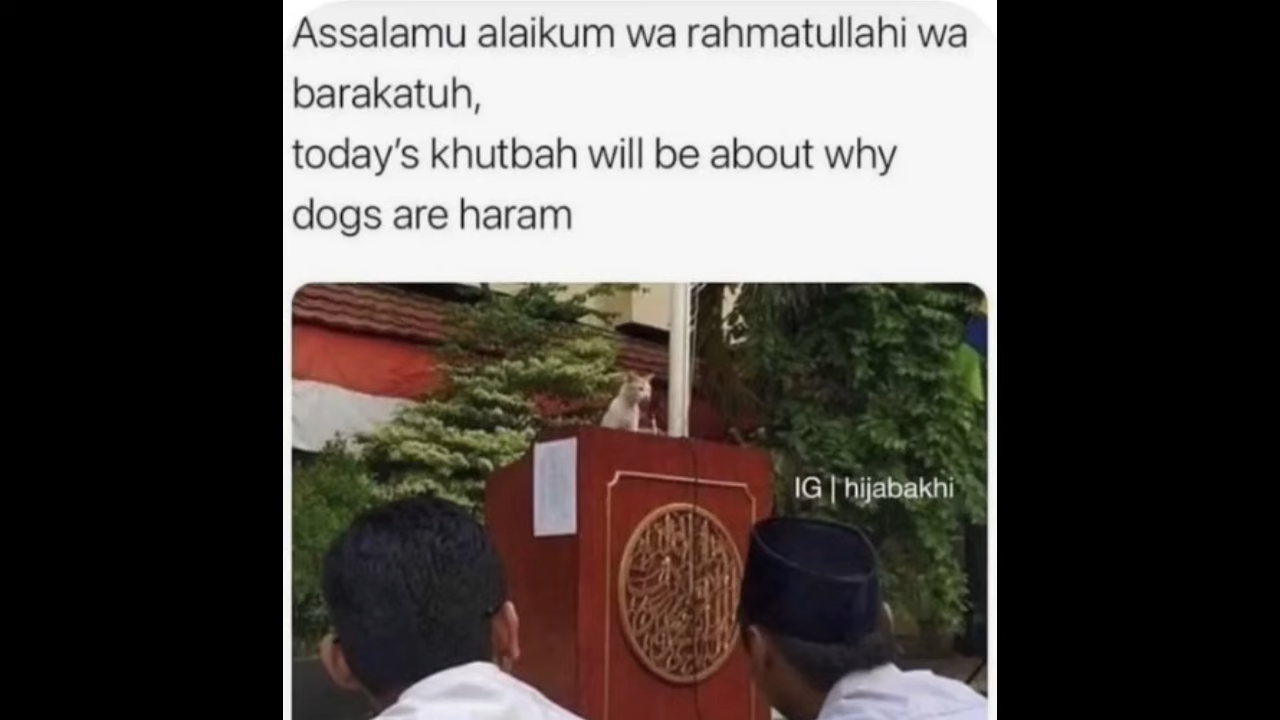 Assalamu alaikum wa rahmatullahi wa
barakatuh,
today's khutbah will be about why
dogs are haram
IG | hijabakhi